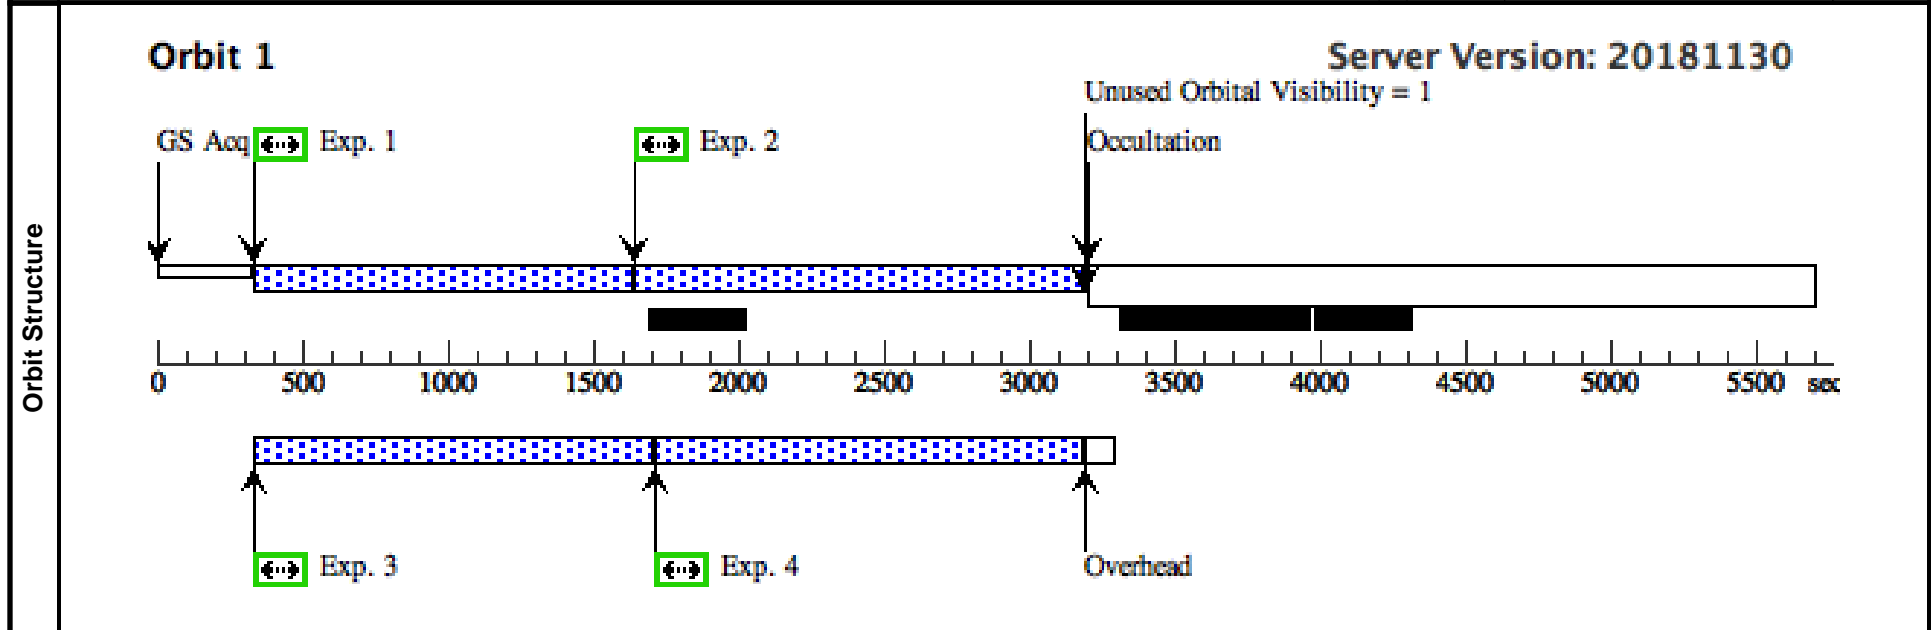 Orbit Structure
Orbit 1
Server Version: 20181130
Unused Orbital Visibility = 1
GS Acq
Exp. 1
Exp. 2
Occultation
0 500 1000 1500 2000 2500 3000 3500 4000 4500 5000 5500 sec
Exp. 3
Exp. 4
Overhead